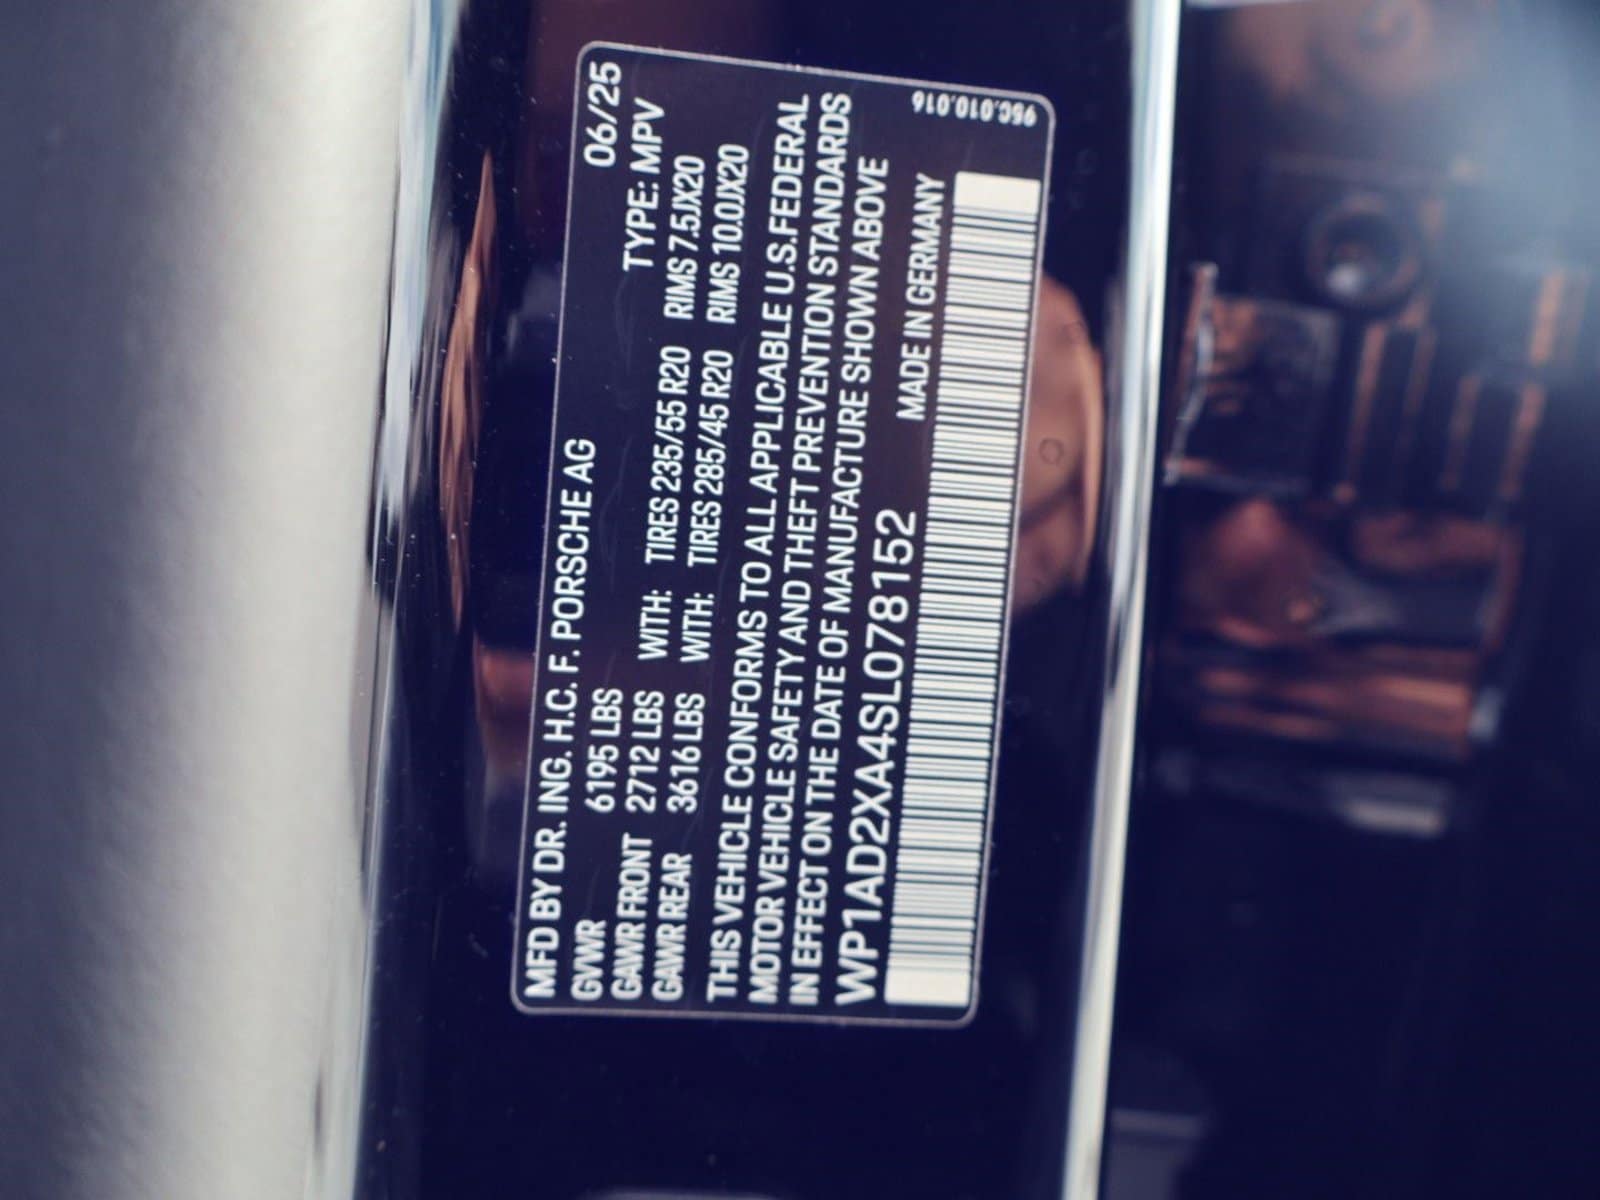 MFD BY DR. ING. H.C. F. PORSCHE AG 06/25
GVWR 6195 LBS TYPE: MPV
GAWR FRONT 2712 LBS WITH: TIRES 235/55 R20 RIMS 7.5JX20
GAWR REAR 3616 LBS WITH: TIRES 285/45 R20 RIMS 10.0JX20
THIS VEHICLE CONFORMS TO ALL APPLICABLE U.S.FEDERAL
MOTOR VEHICLE SAFETY AND THEFT PREVENTION STANDARDS
IN EFFECT ON THE DATE OF MANUFACTURE SHOWN ABOVE
WP1AD2XA4SL078152 MADE IN GERMANY
95C.010.016